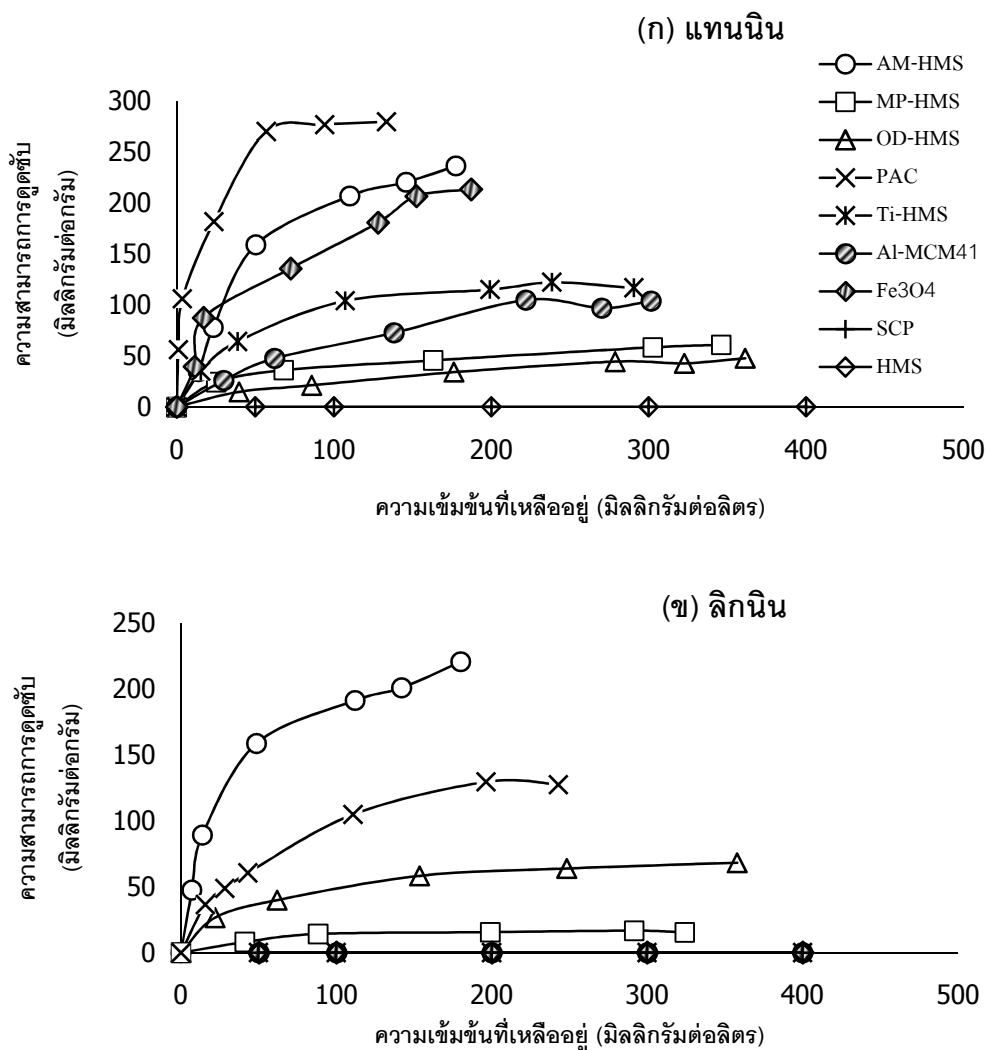 (ก) แทนนิน
AM-HMS
MP-HMS
OD-HMS
PAC
Ti-HMS
Al-MCM41
Fe3O4
SCP
HMS
ความสามารถการดูดซับ
(มิลลิกรัมต่อกรัม)
300
250
200
150
100
50
0
0 100 200 300 400 500
ความเข้มข้นที่เหลืออยู่ (มิลลิกรัมต่อลิตร)
(ข) ลิกนิน
ความสามารถการดูดซับ
(มิลลิกรัมต่อกรัม)
250
200
150
100
50
0
0 100 200 300 400 500
ความเข้มข้นที่เหลืออยู่ (มิลลิกรัมต่อลิตร)